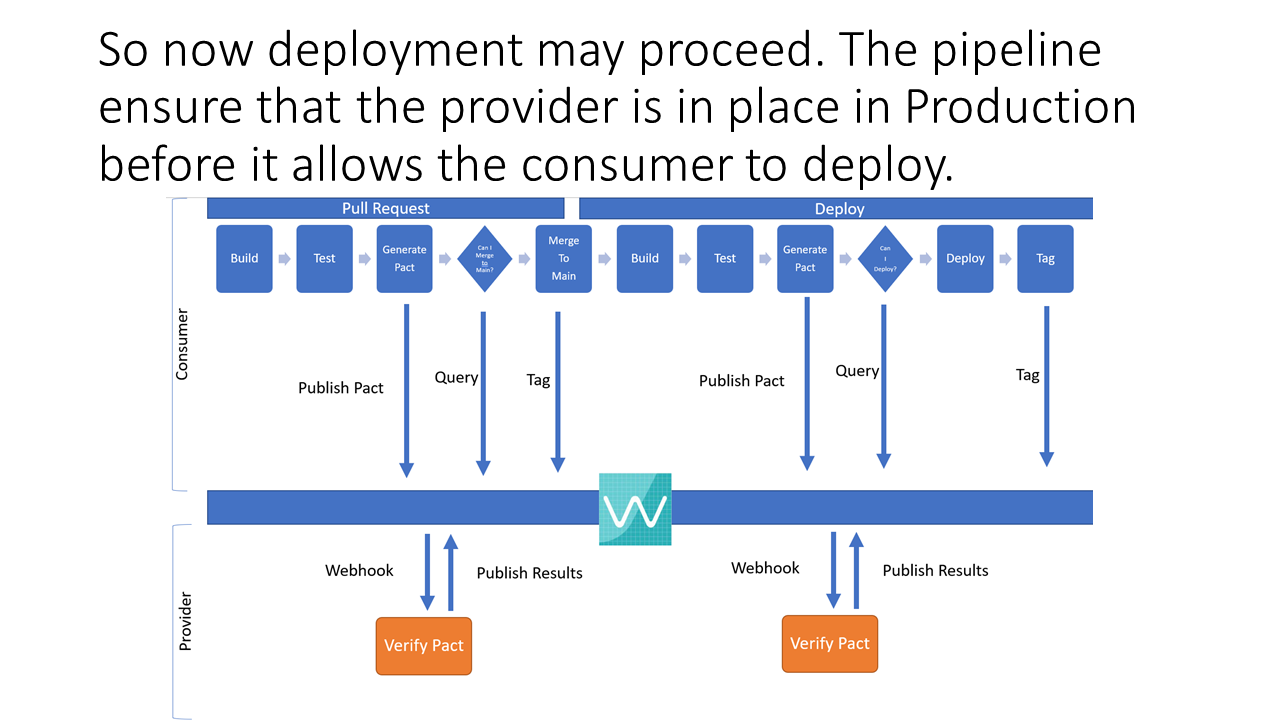 So now deployment may proceed. The pipeline
ensure that the provider is in place in Production
before it allows the consumer to deploy.
Pull Request
Deploy
Build
Test
Generate
Pact
Can I
Merge
to
Main?
Merge
To
Main
Build
Test
Generate
Pact
Can
I
Deploy?
Deploy
Tag
Consumer
Publish Pact
Query
Tag
Publish Pact
Query
Tag
Provider
Webhook
Publish Results
Webhook
Publish Results
Verify Pact
Verify Pact